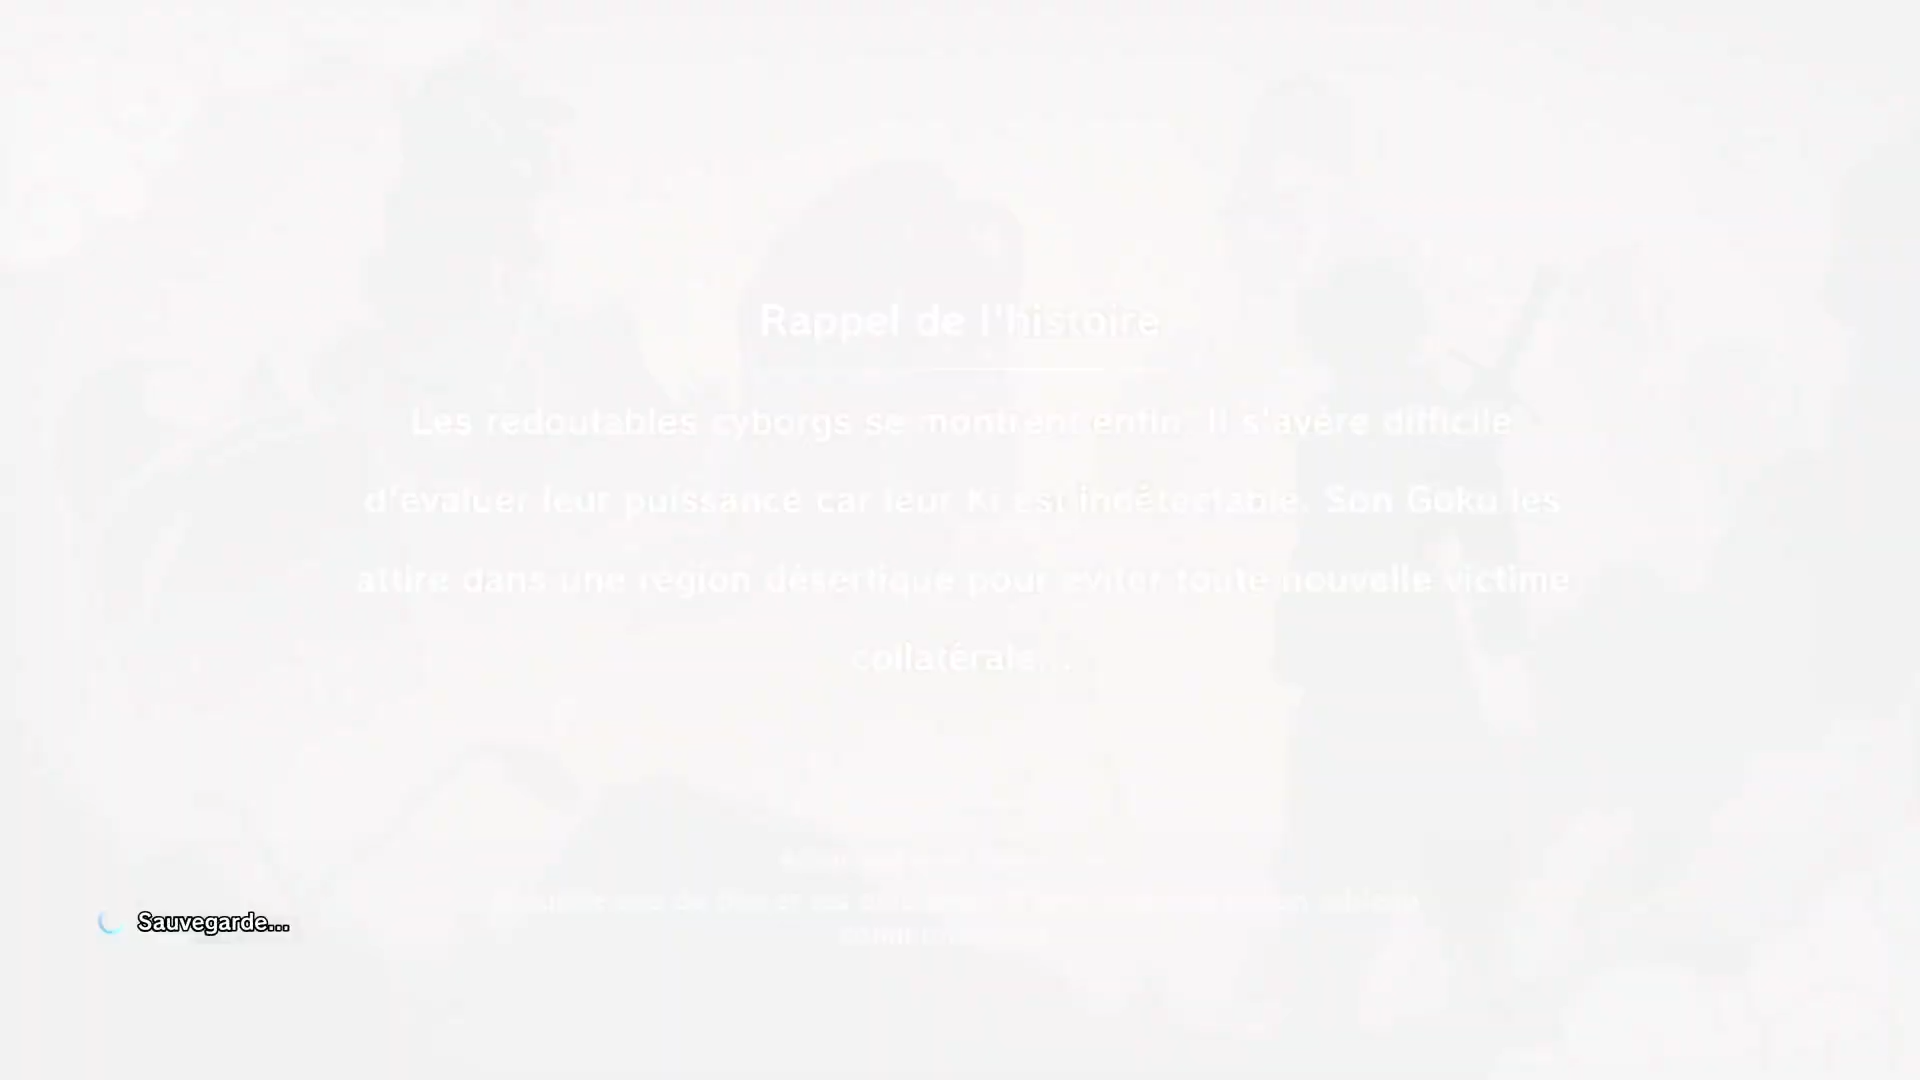 Rappel de l'histoire
Les redoutables cyborgs se montrent enfin. Il s'avère difficile
d'évaluer leur puissance car leur Ki est indétectable. Son Goku les
attire dans une région désertique pour éviter toute nouvelle victime
collatérale...
Sauvegarde...